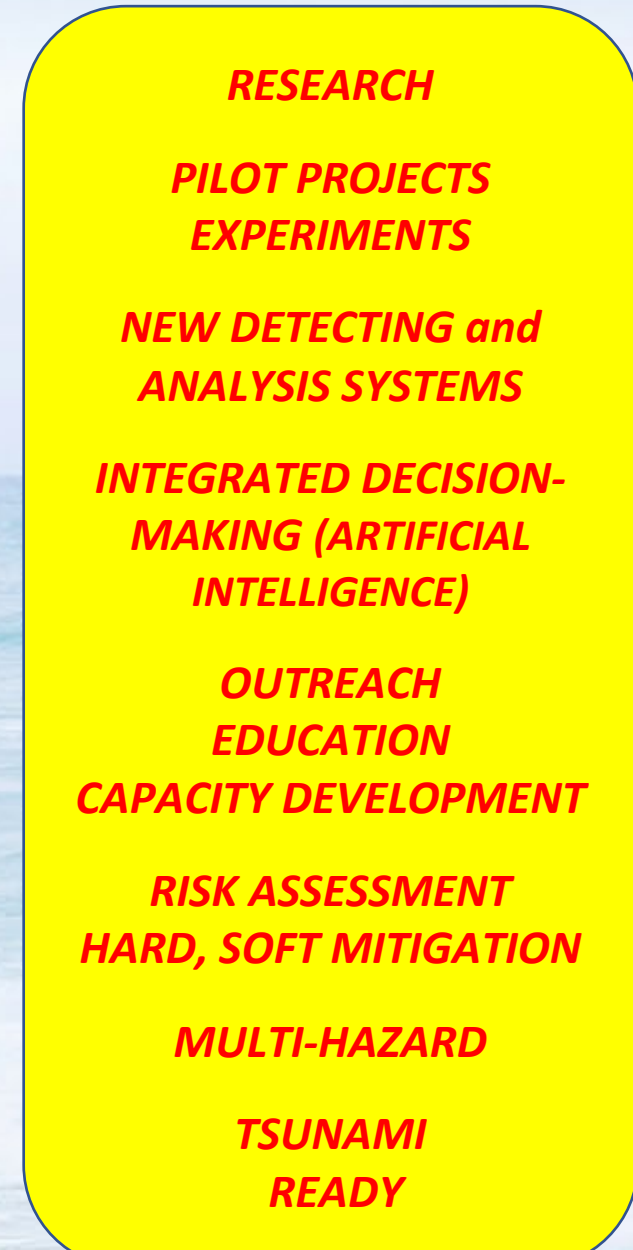 RESEARCH
PILOT PROJECTS
EXPERIMENTS
NEW DETECTING and
ANALYSIS SYSTEMS
INTEGRATED DECISION-
MAKING (ARTIFICIAL
INTELLIGENCE)
OUTREACH
EDUCATION
CAPACITY DEVELOPMENT
RISK ASSESSMENT
HARD, SOFT MITIGATION
MULTI-HAZARD
TSUNAMI
READY